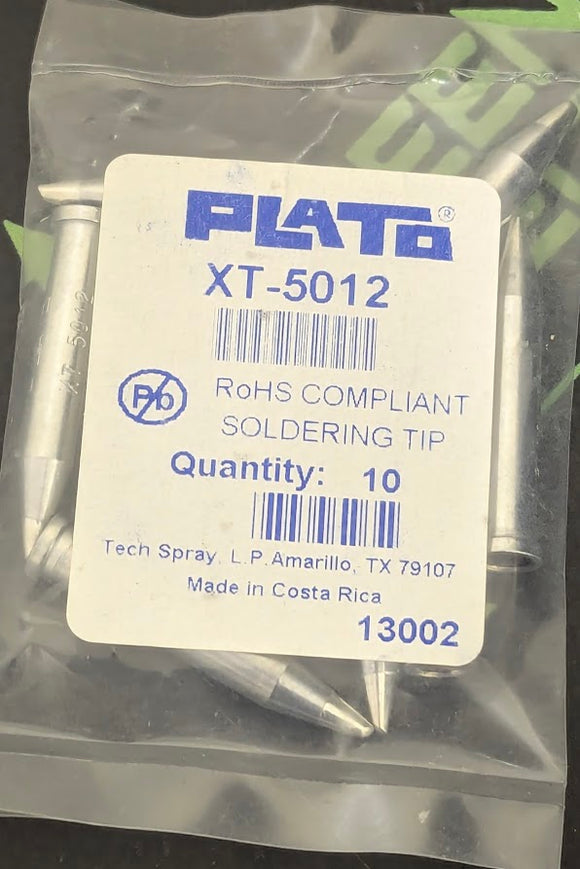 PLATO®
XT-5012
Pb
RoHS COMPLIANT
SOLDERING TIP
Quantity: 10
Tech Spray, L.P. Amarillo, TX 79107
Made in Costa Rica
13002
XT 5012